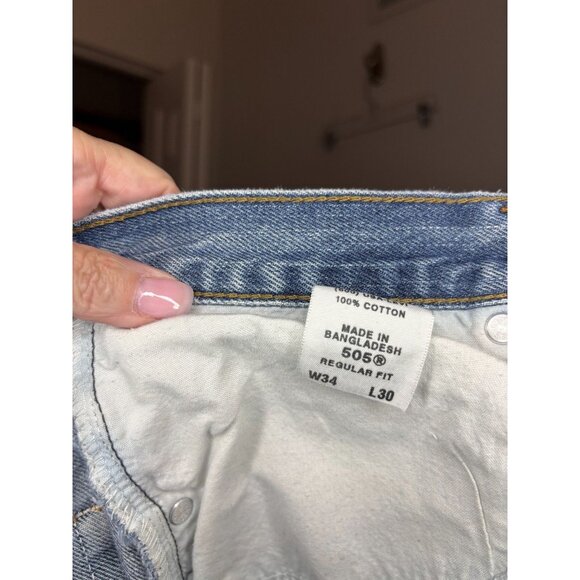 100% COTTON
MADE IN
BANGLADESH
505®
REGULAR FIT
W34 L30